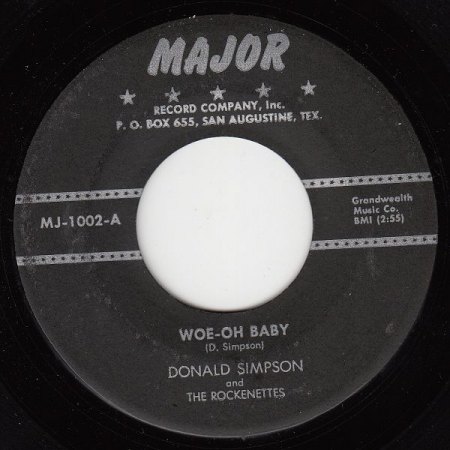 MAJOR
RECORD COMPANY, Inc.
P. O. BOX 655, SAN AUGUSTINE, TEX.
MJ-1002-A
Grandwealth
Music Co.
BMI (2:55)
WOE-OH BABY
(D. Simpson)
DONALD SIMPSON
and
THE ROCKENETTES